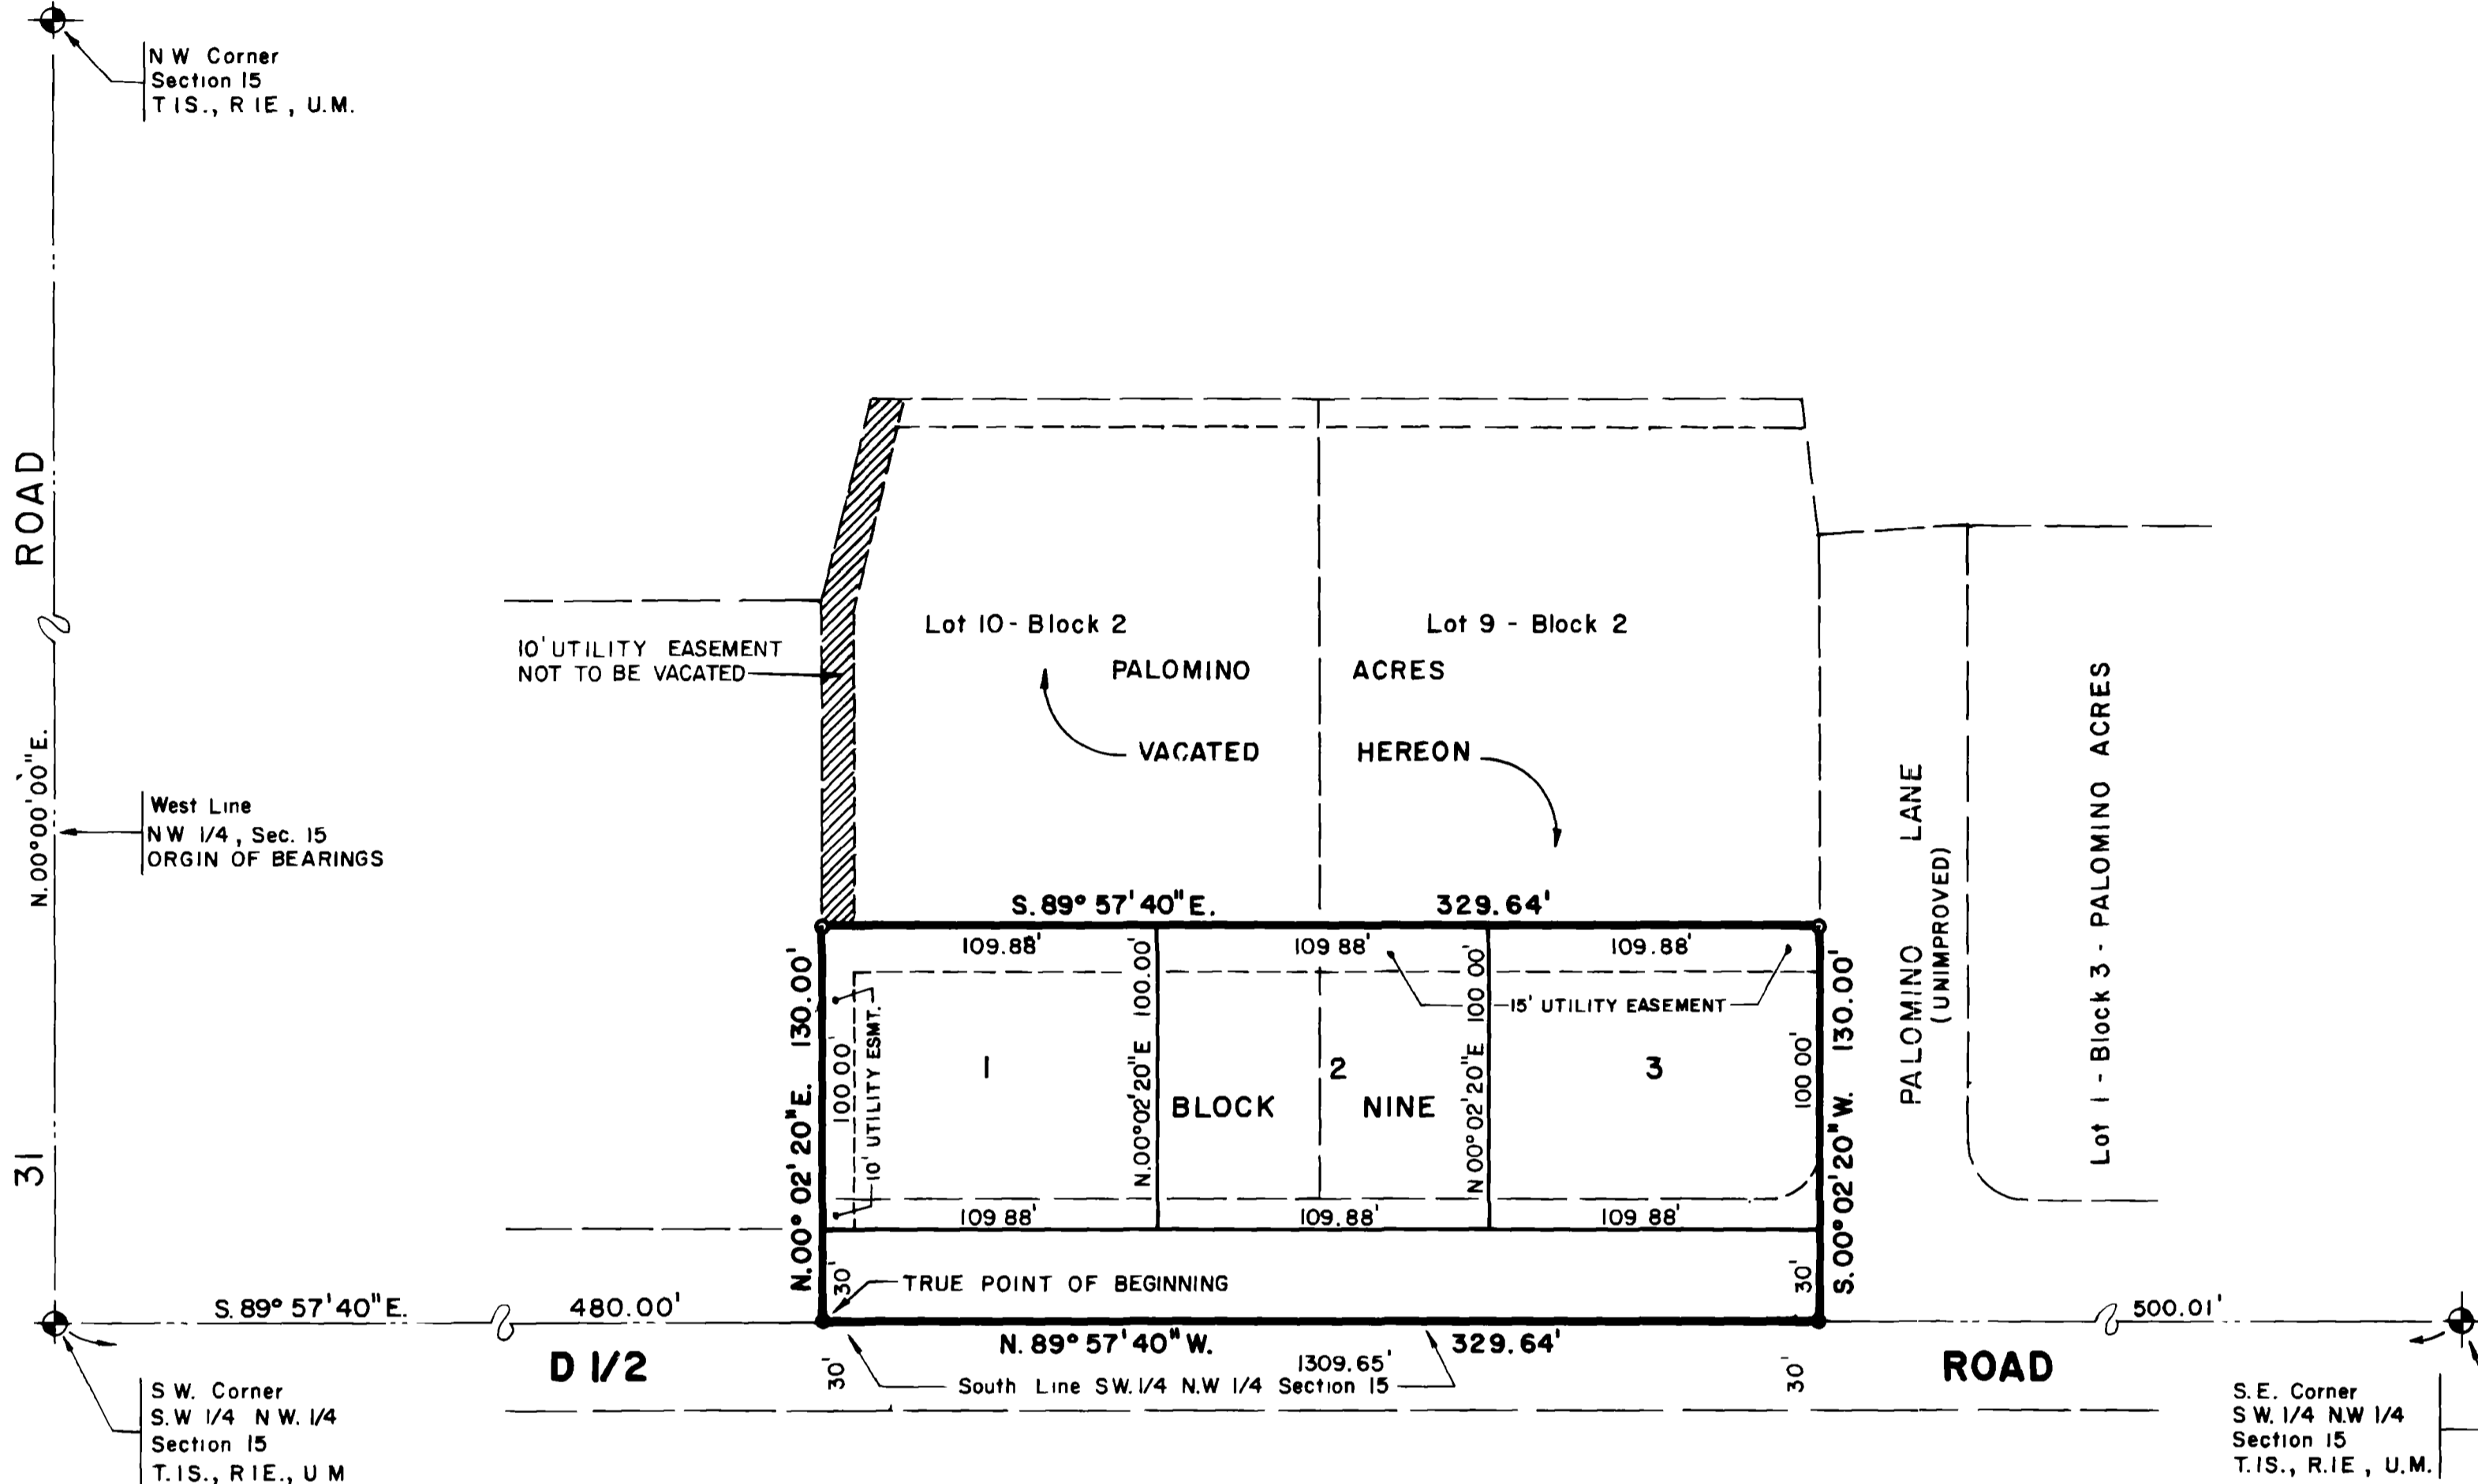 NW Corner
Section 15
T1S., R1E, U.M.
ROAD
Lot 10 - Block 2
Lot 9 - Block 2
10' UTILITY EASEMENT
NOT TO BE VACATED
PALOMINO ACRES
VACATED HEREON
N.00°00'00"E.
West Line
NW 1/4, Sec. 15
ORGIN OF BEARINGS
PALOMINO LANE
(UNIMPROVED)
Lot 1 - Block 3 - PALOMINO ACRES
S. 89° 57' 40" E. 329.64'
109.88' 109 88' 109.88'
N.00° 02' 20" E. 130.00'
100.00'
10' UTILITY ESMT.
N.00°02'20"E 100.00'
N 00°02'20"E 100 00'
15' UTILITY EASEMENT
1 2 3
BLOCK NINE
100 00'
S. 00° 02' 20" W. 130.00'
109 88' 109.88' 109.88'
31
30'
TRUE POINT OF BEGINNING
30'
S. 89° 57' 40" E. 480.00'
500.01'
N. 89° 57' 40" W. 329.64'
D 1/2 ROAD
30'
1309.65'
South Line SW. 1/4 N.W 1/4 Section 15
30'
S W. Corner
S.W 1/4 N W. 1/4
Section 15
T.1S., R1E., U M
S.E. Corner
S W. 1/4 N.W 1/4
Section 15
T.1S., R.1E, U.M.